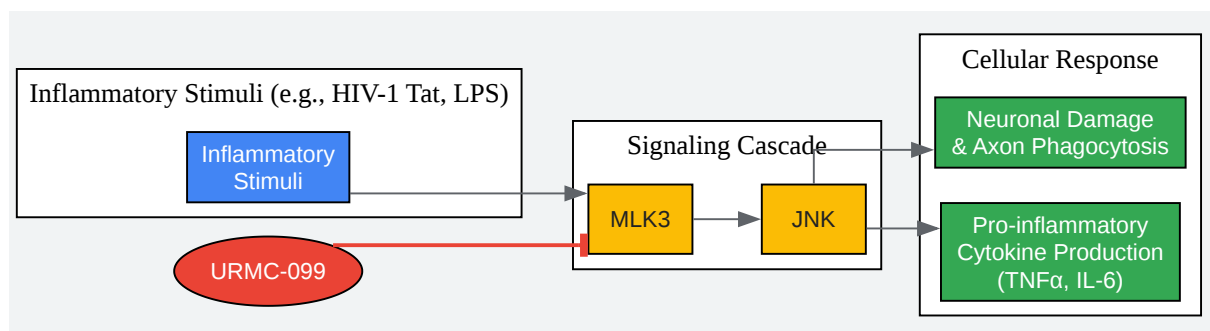 Inflammatory Stimuli (e.g., HIV-1 Tat, LPS)
Inflammatory
Stimuli
URMC-099
Signaling Cascade
MLK3
JNK
Cellular Response
Neuronal Damage
& Axon Phagocytosis
Pro-inflammatory
Cytokine Production
(TNFα, IL-6)